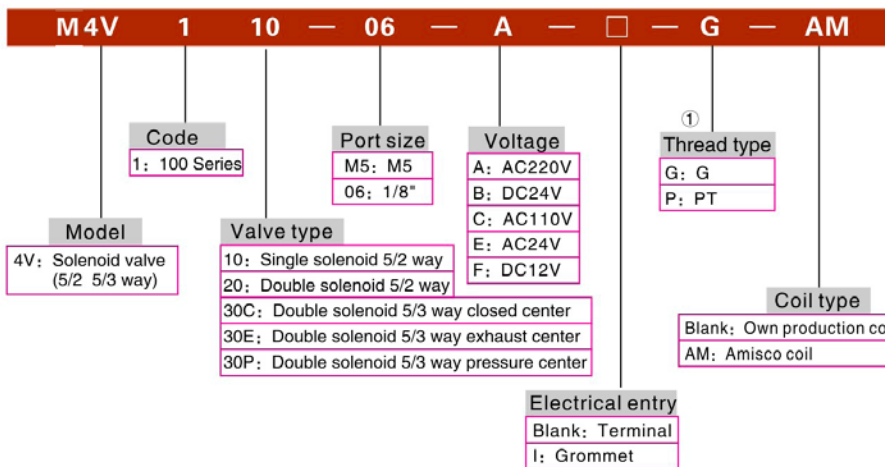 M4V 1 10 — 06 — A — □ — G — AM
①
Code
1: 100 Series
Port size
M5: M5
06: 1/8"
Voltage
A: AC220V
B: DC24V
C: AC110V
E: AC24V
F: DC12V
Thread type
G: G
P: PT
Model
4V: Solenoid valve
(5/2 5/3 way)
Valve type
10: Single solenoid 5/2 way
20: Double solenoid 5/2 way
30C: Double solenoid 5/3 way closed center
30E: Double solenoid 5/3 way exhaust center
30P: Double solenoid 5/3 way pressure center
Coil type
Blank: Own production co
AM: Amisco coil
Electrical entry
Blank: Terminal
I: Grommet